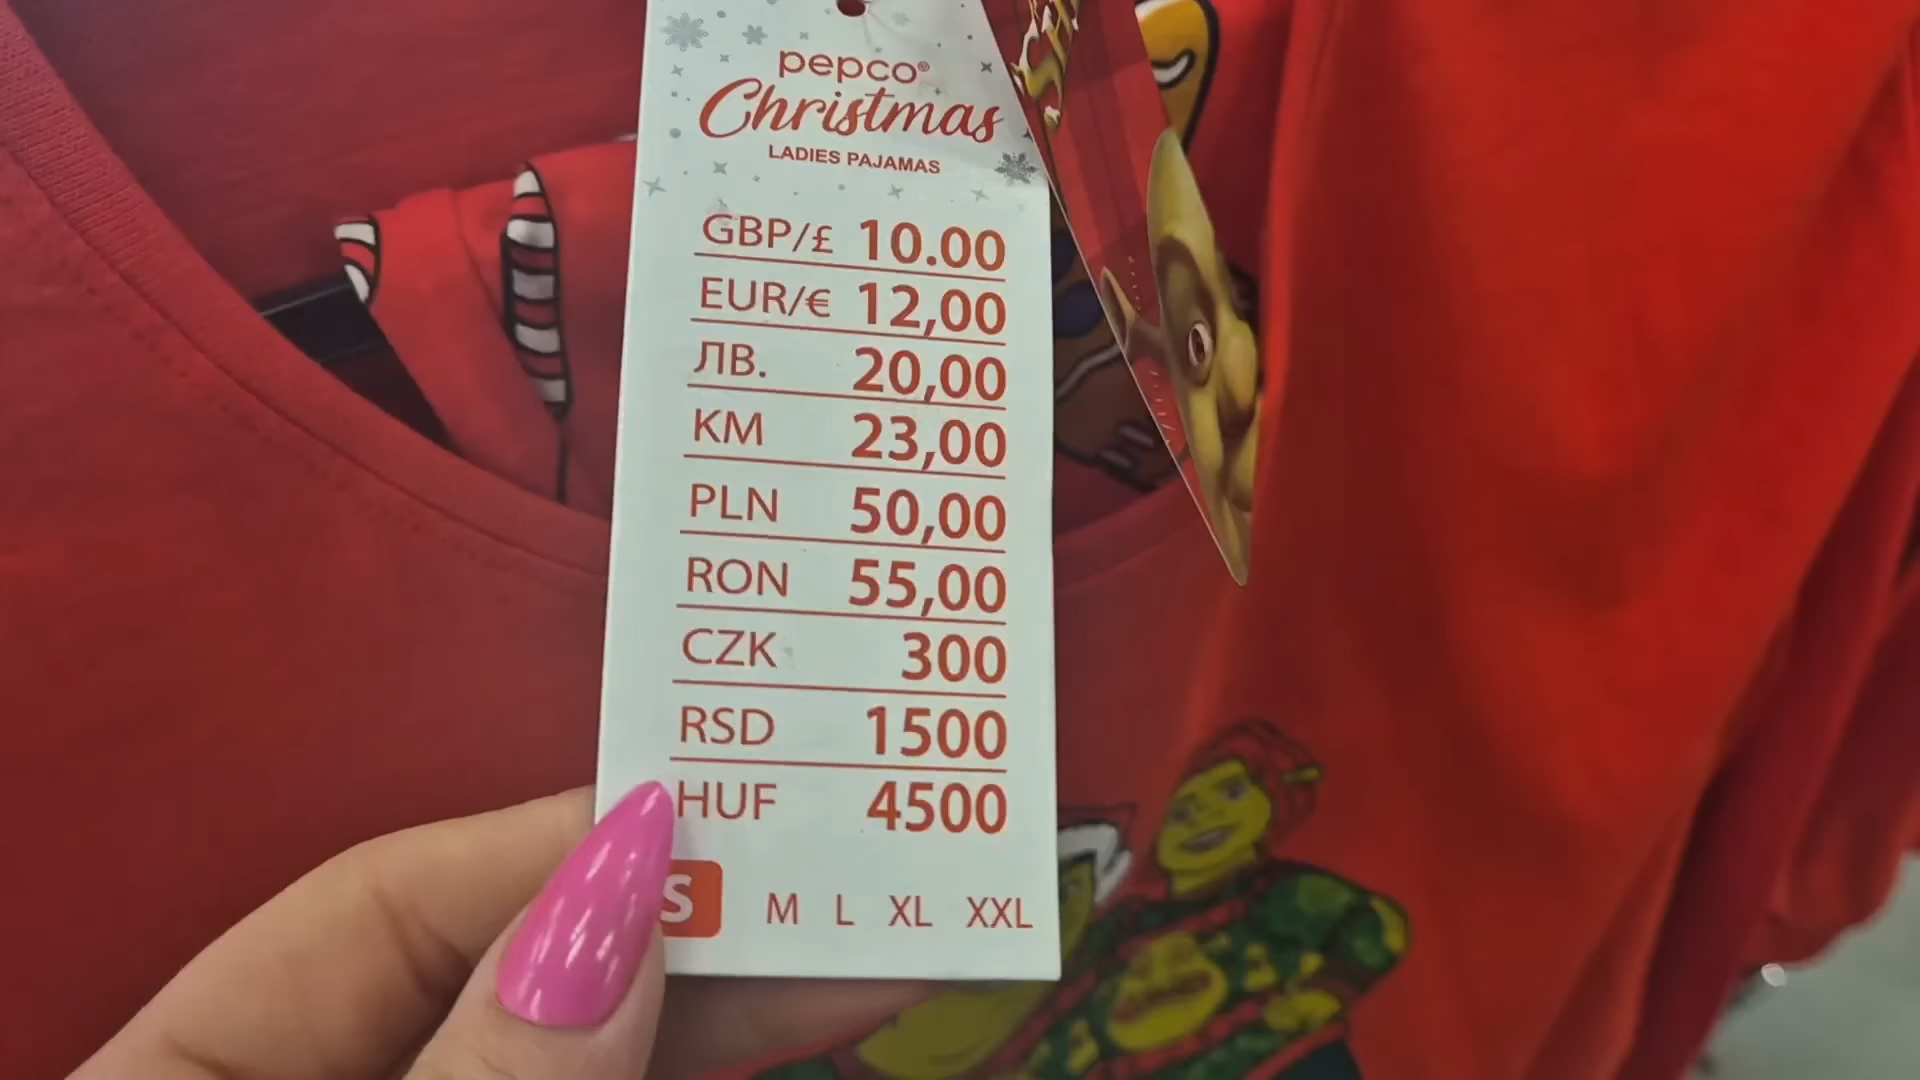 pepco®
Christmas
LADIES PAJAMAS
GBP/£ 10.00
EUR/€ 12,00
ЛВ. 20,00
KM 23,00
PLN 50,00
RON 55,00
CZK 300
RSD 1500
HUF 4500
S M L XL XXL